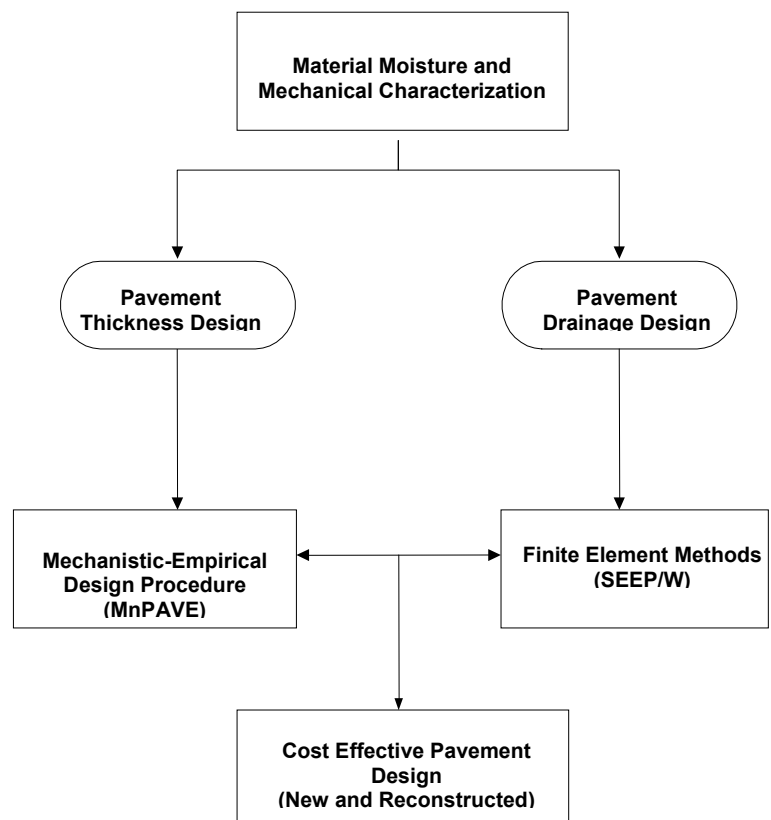 Material Moisture and
Mechanical Characterization
Pavement
Thickness Design
Pavement
Drainage Design
Mechanistic-Empirical
Design Procedure
(MnPAVE)
Finite Element Methods
(SEEP/W)
Cost Effective Pavement
Design
(New and Reconstructed)